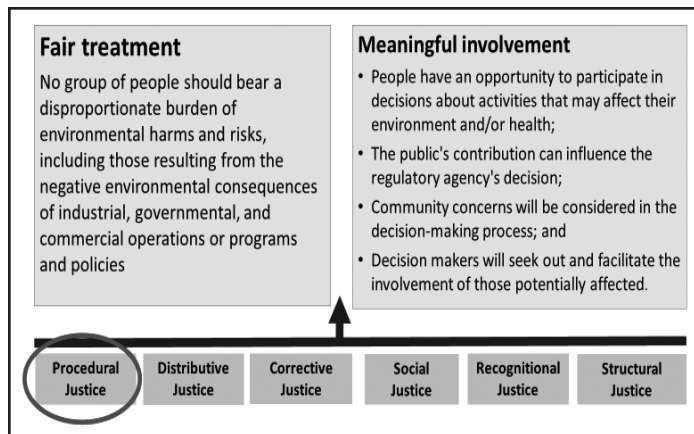 Fair treatment
No group of people should bear a
disproportionate burden of
environmental harms and risks,
including those resulting from the
negative environmental consequences
of industrial, governmental, and
commercial operations or programs
and policies
Meaningful involvement
• People have an opportunity to participate in
decisions about activities that may affect their
environment and/or health;
• The public's contribution can influence the
regulatory agency's decision;
• Community concerns will be considered in the
decision-making process; and
• Decision makers will seek out and facilitate the
involvement of those potentially affected.
Procedural
Justice
Distributive
Justice
Corrective
Justice
Social
Justice
Recognitional
Justice
Structural
Justice